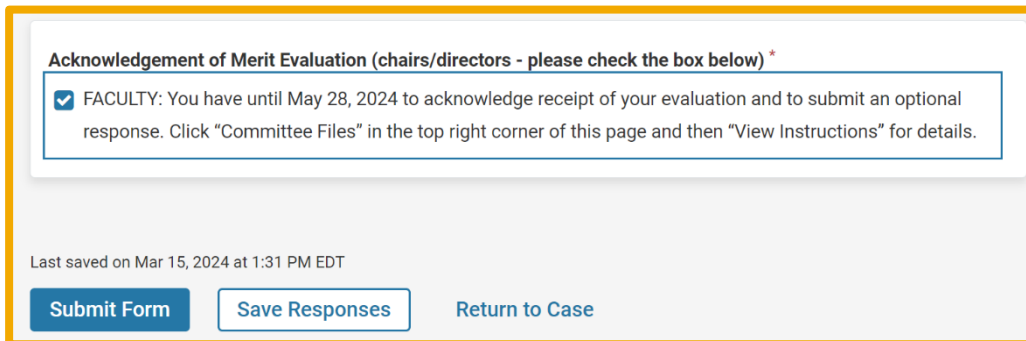 Acknowledgement of Merit Evaluation (chairs/directors - please check the box below) *
FACULTY: You have until May 28, 2024 to acknowledge receipt of your evaluation and to submit an optional
response. Click “Committee Files” in the top right corner of this page and then “View Instructions” for details.
Last saved on Mar 15, 2024 at 1:31 PM EDT
Submit Form Save Responses Return to Case